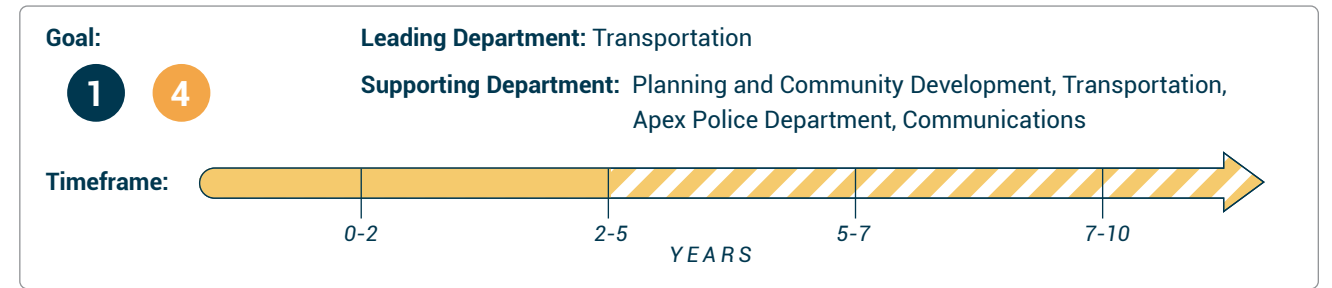 Goal:
Leading Department: Transportation
1 4
Supporting Department: Planning and Community Development, Transportation,
Apex Police Department, Communications
Timeframe:
0-2 2-5 5-7 7-10
YEARS